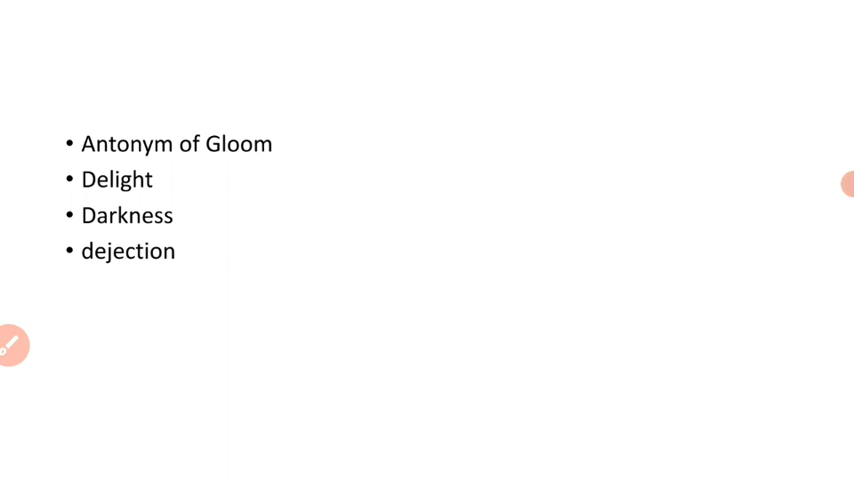 • Antonym of Gloom
• Delight
• Darkness
• dejection